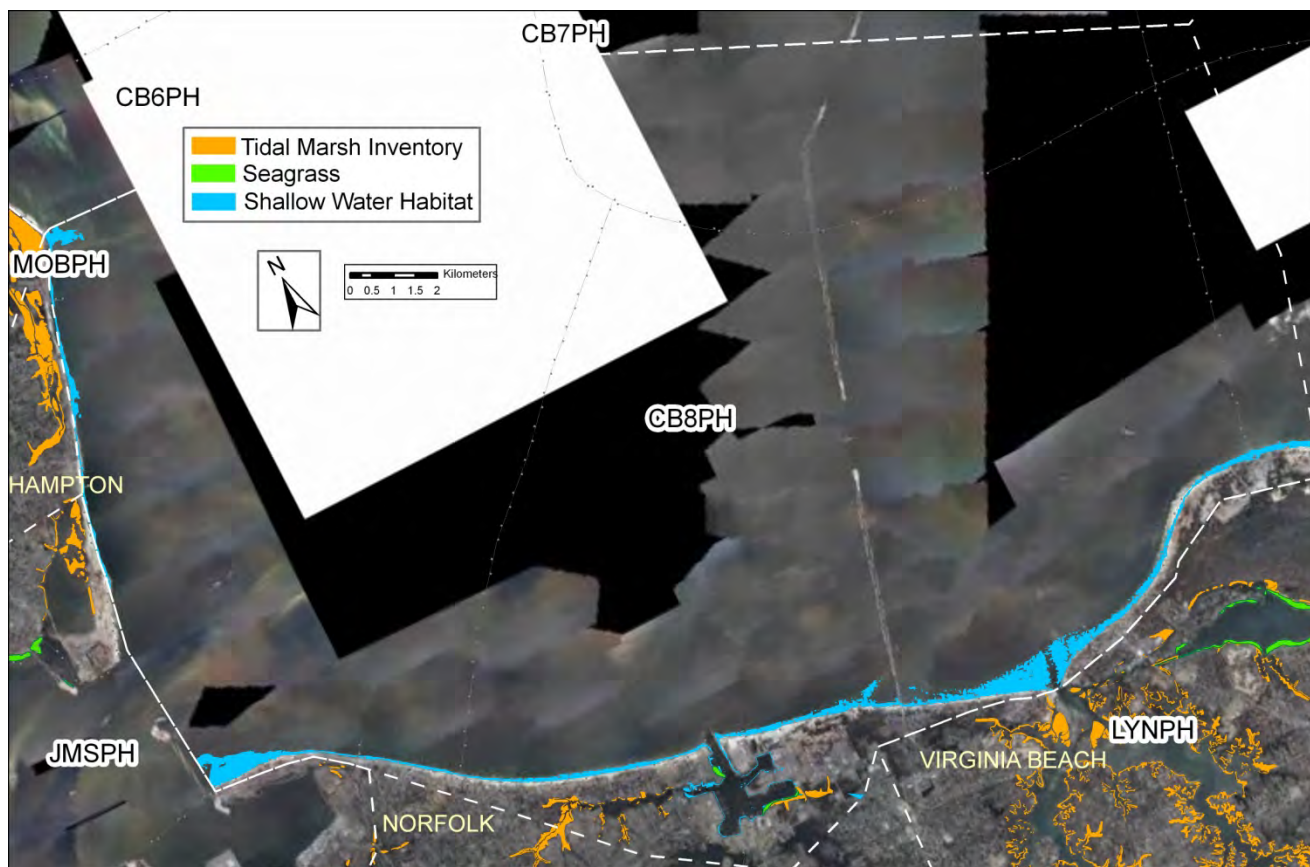 CB7PH
CB6PH
Tidal Marsh Inventory
Seagrass
Shallow Water Habitat
MOBPH
N
Kilometers
0 0.5 1 1.5 2
CB8PH
HAMPTON
JMSPH
LYNPH
VIRGINIA BEACH
NORFOLK